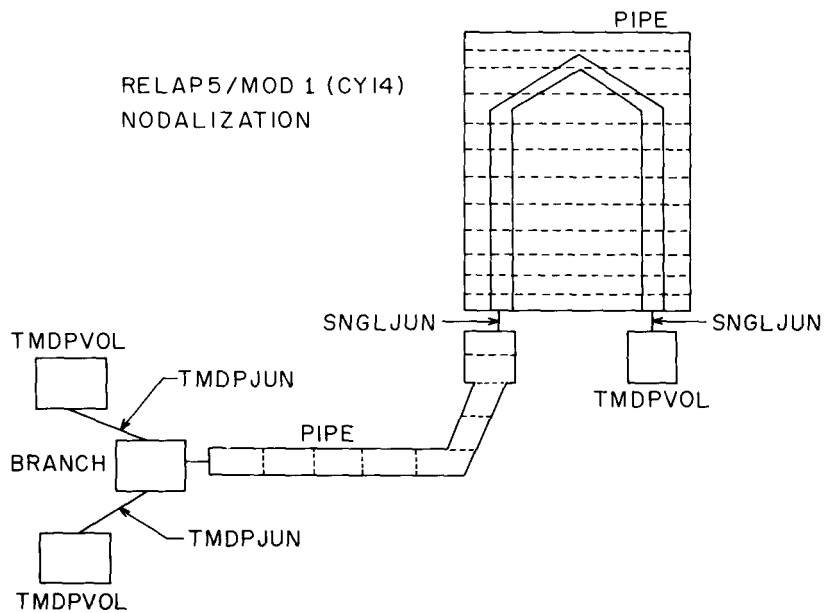 PIPE
RELAP5/MOD 1 (CY14)
NODALIZATION
SNGLJUN
SNGLJUN
TMDPVOL
TMDPVOL
TMDPJUN
PIPE
BRANCH
TMDPJUN
TMDPVOL